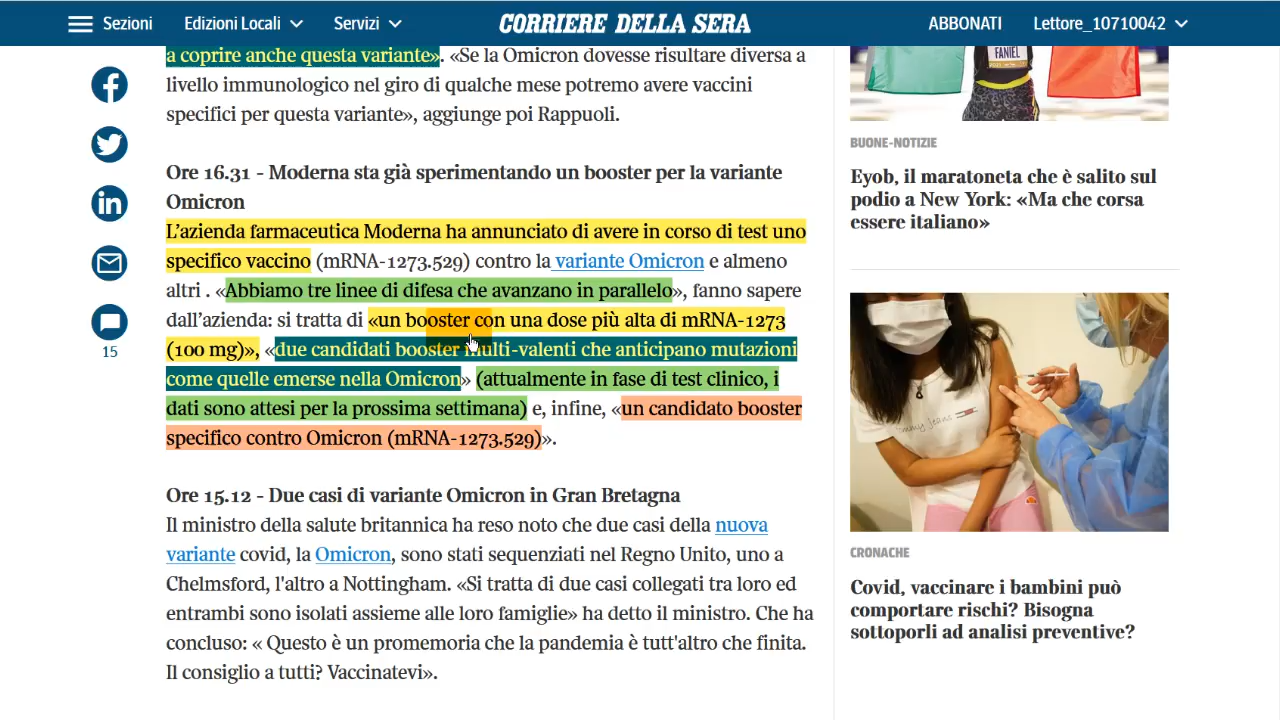 Sezioni
Edizioni Locali
Servizi
CORRIERE DELLA SERA
ABBONATI
Lettore_10710042
15
a coprire anche questa variante». «Se la Omicron dovesse risultare diversa a
livello immunologico nel giro di qualche mese potremo avere vaccini
specifici per questa variante», aggiunge poi Rappuoli.
Ore 16.31 - Moderna sta già sperimentando un booster per la variante
Omicron
L'azienda farmaceutica Moderna ha annunciato di avere in corso di test uno
specifico vaccino (mRNA-1273.529) contro la variante Omicron e almeno
altri . «Abbiamo tre linee di difesa che avanzano in parallelo», fanno sapere
dall'azienda: si tratta di «un booster con una dose più alta di mRNA-1273
(100 mg)», «due candidati booster multi-valenti che anticipano mutazioni
come quelle emerse nella Omicron» (attualmente in fase di test clinico, i
dati sono attesi per la prossima settimana) e, infine, «un candidato booster
specifico contro Omicron (mRNA-1273.529)».
Ore 15.12 - Due casi di variante Omicron in Gran Bretagna
Il ministro della salute britannica ha reso noto che due casi della nuova
variante covid, la Omicron, sono stati sequenziati nel Regno Unito, uno a
Chelmsford, l'altro a Nottingham. «Si tratta di due casi collegati tra loro ed
entrambi sono isolati assieme alle loro famiglie» ha detto il ministro. Che ha
concluso: « Questo è un promemoria che la pandemia è tutt'altro che finita.
Il consiglio a tutti? Vaccinatevi».
FANIEL
BUONE-NOTIZIE
Eyob, il maratoneta che è salito sul
podio a New York: «Ma che corsa
essere italiano»
tommy jeans
CRONACHE
Covid, vaccinare i bambini può
comportare rischi? Bisogna
sottoporli ad analisi preventive?